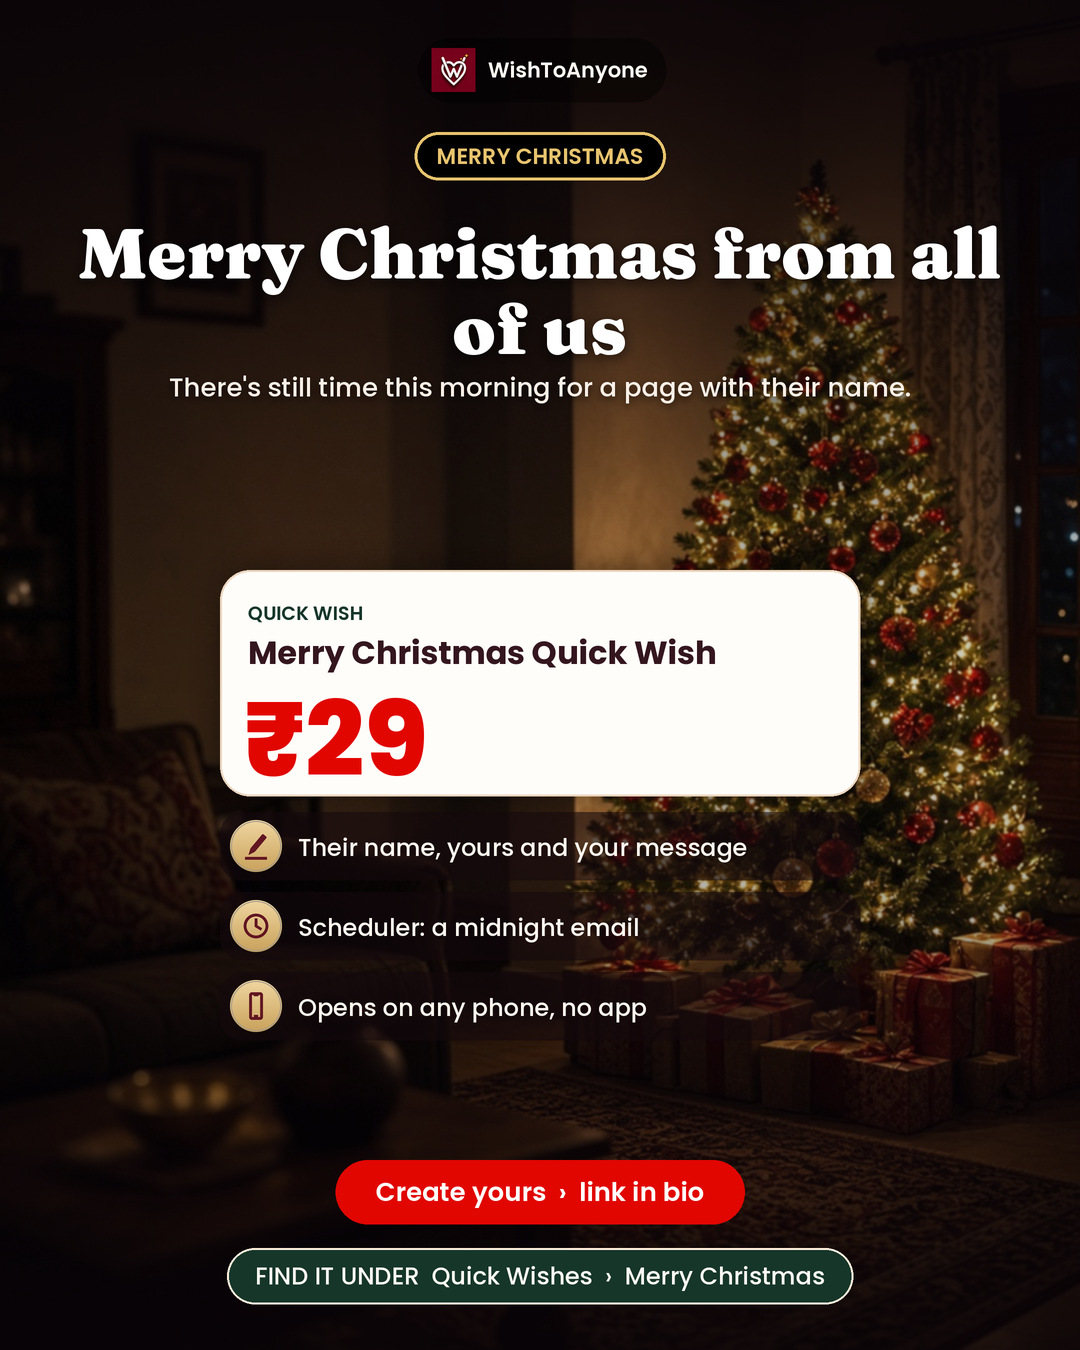 WishToAnyone
MERRY CHRISTMAS
Merry Christmas from all
of us
There's still time this morning for a page with their name.
QUICK WISH
Merry Christmas Quick Wish
₹29
Their name, yours and your message
Scheduler: a midnight email
Opens on any phone, no app
Create yours › link in bio
FIND IT UNDER Quick Wishes › Merry Christmas